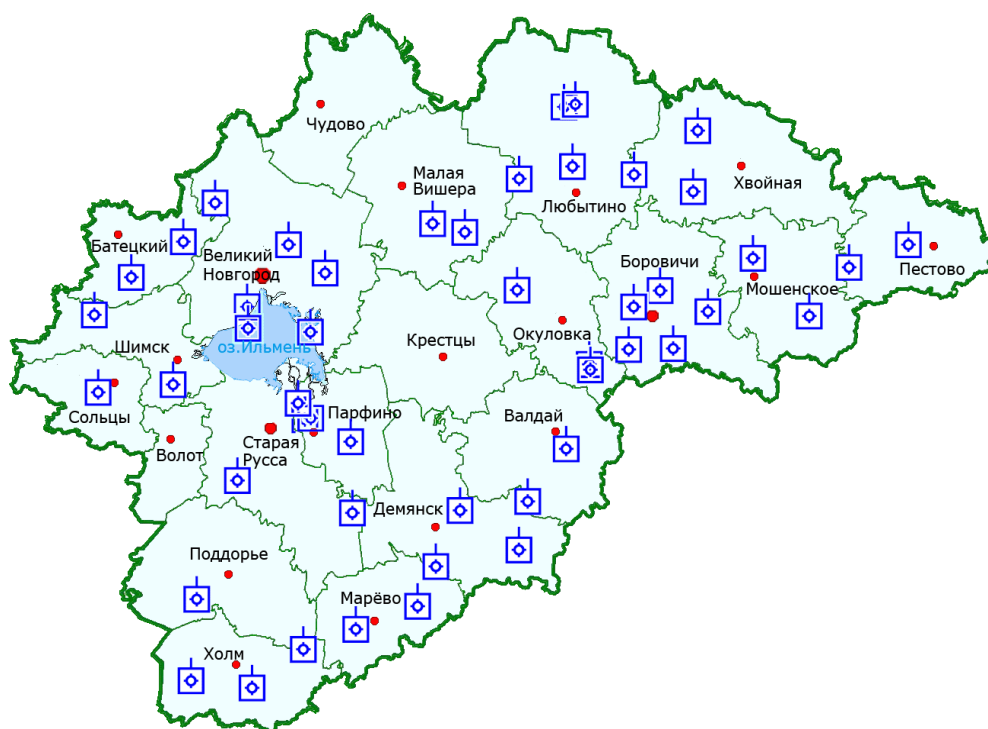 Чудово
Малая
Вишера
Любытино
Хвойная
Батецкий
Великий
Новгород
Боровичи
Пестово
Мошенское
Шимск
оз.Ильмень
Крестцы
Окуловка
Сольцы
Парфино
Валдай
Старая
Русса
Волот
Демянск
Поддорье
Марёво
Холм